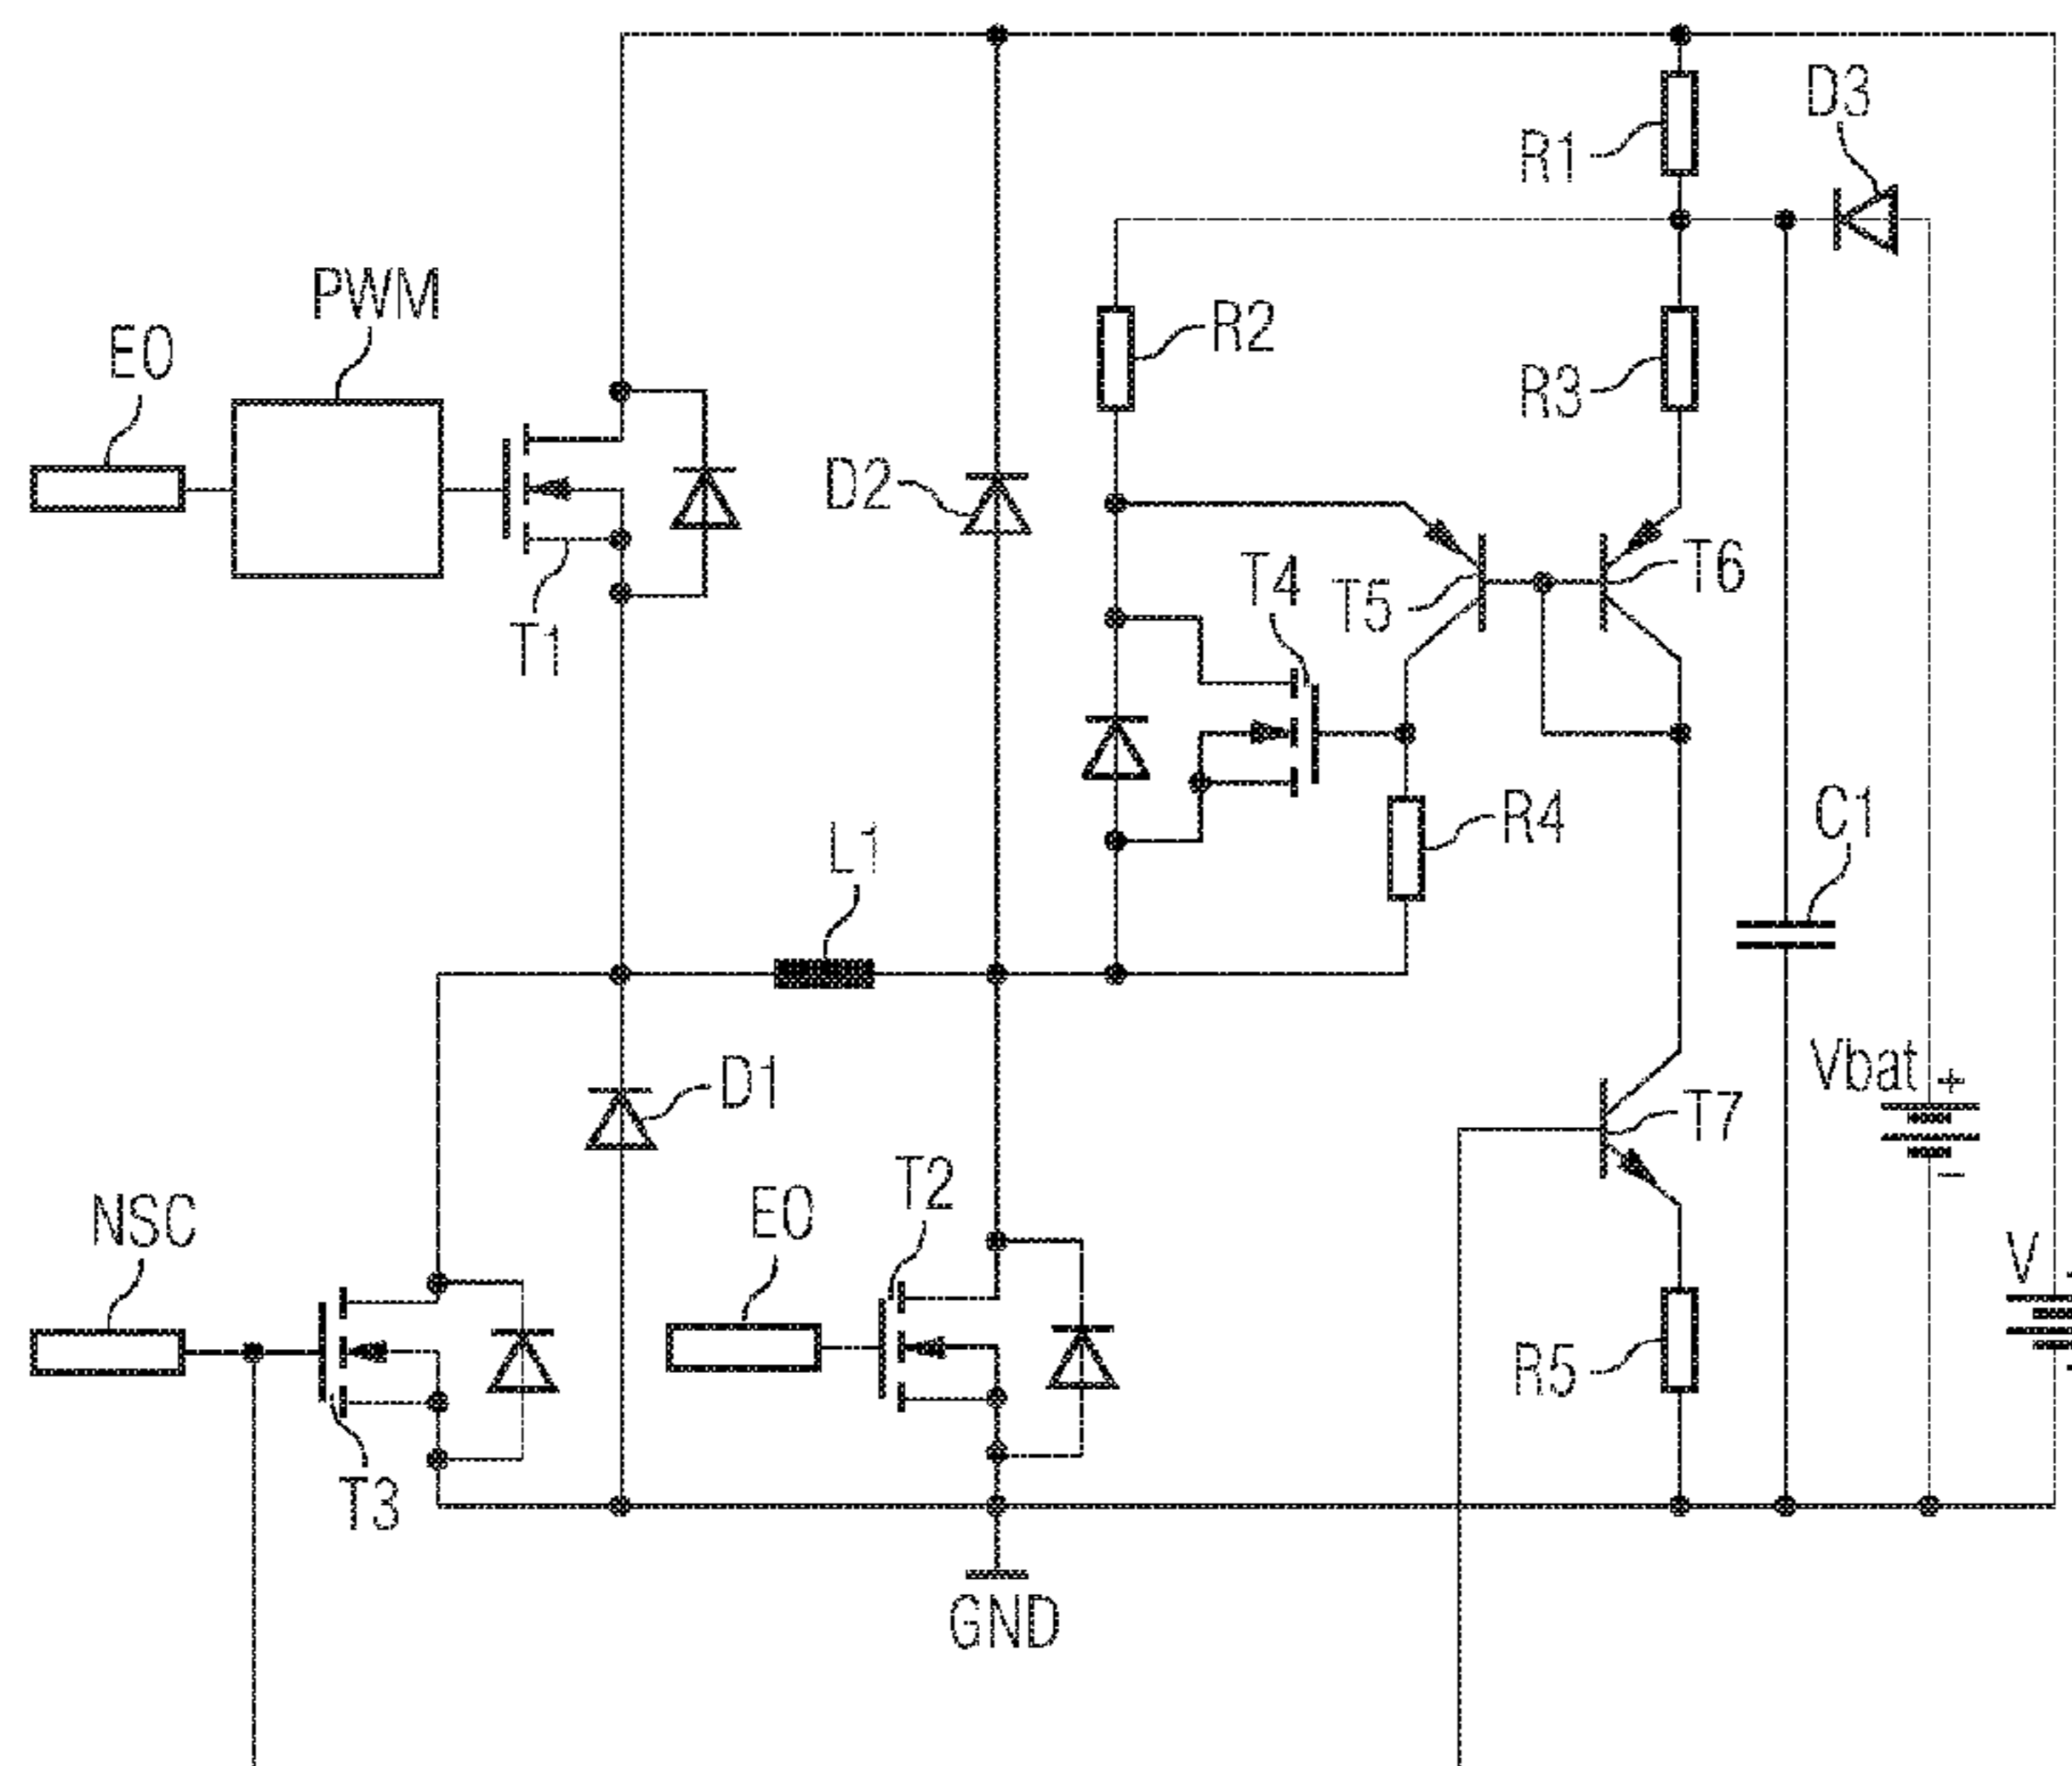 D3
R1
PWM
E0
R2
R3
D2
T4
T5
T6
T1
R4
C1
L1
D1
Vbat
+
T7
-
T2
E0
NSC
V
R5
T3
GND